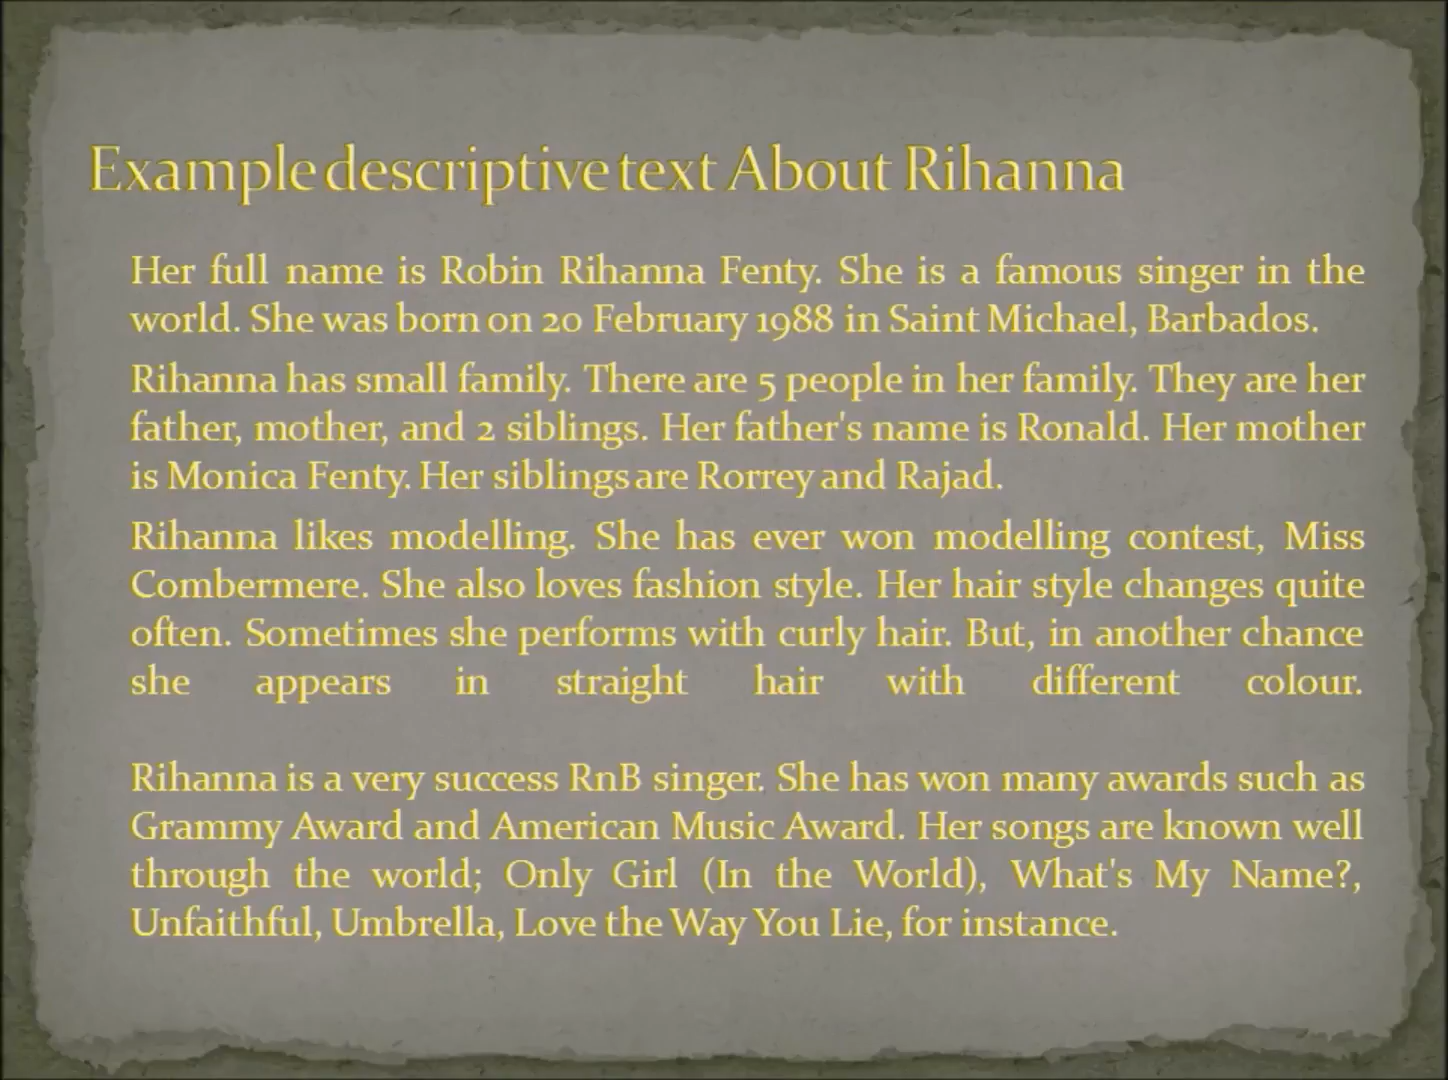 Example descriptive text About Rihanna
Her full name is Robin Rihanna Fenty. She is a famous singer in the
world. She was born on 20 February 1988 in Saint Michael, Barbados.
Rihanna has small family. There are 5 people in her family. They are her
father, mother, and 2 siblings. Her father's name is Ronald. Her mother
is Monica Fenty. Her siblings are Rorrey and Rajad.
Rihanna likes modelling. She has ever won modelling contest, Miss
Combermere. She also loves fashion style. Her hair style changes quite
often. Sometimes she performs with curly hair. But, in another chance
she appears in straight hair with different colour.
Rihanna is a very success RnB singer. She has won many awards such as
Grammy Award and American Music Award. Her songs are known well
through the world; Only Girl (In the World), What's My Name?,
Unfaithful, Umbrella, Love the Way You Lie, for instance.